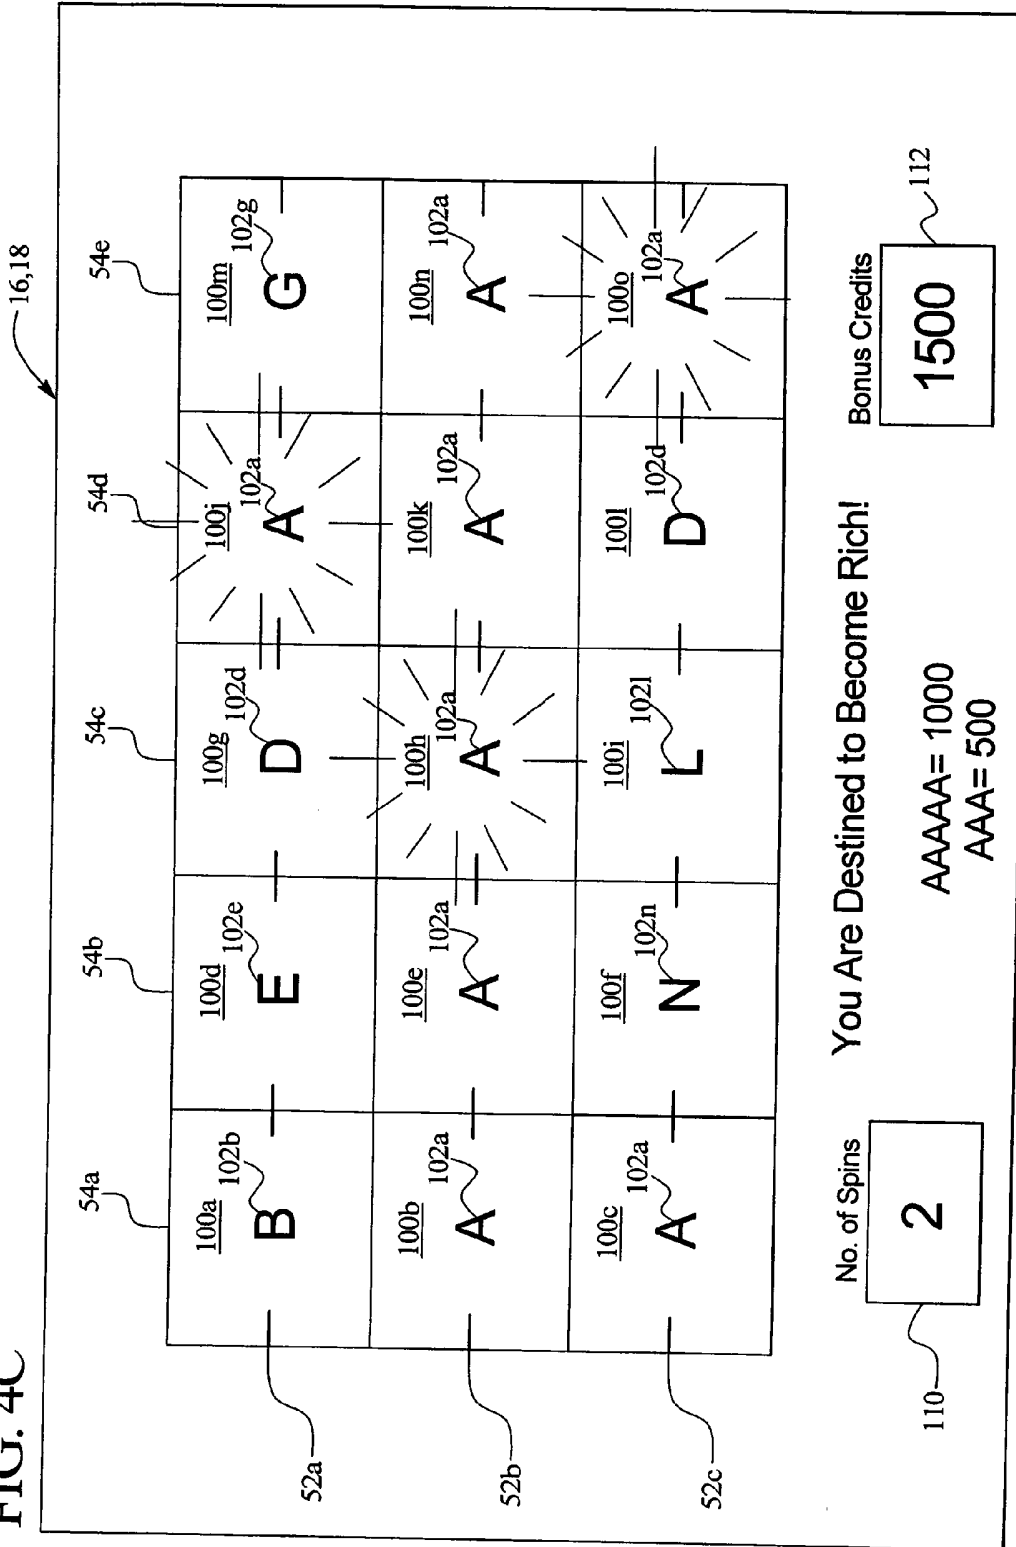 FIG. 4C
16,18
54a 54b 54c 54d 54e
100a 102b 100d 102e 100g 102d 100j 102a 100m 102g
B E D A G
52a
100b 102a 100e 102a 100h 102a 100k 102a 100n 102a
A A A A A
52b
100c 102a 100f 102n 100i 102l 100l 102d 100o 102a
A N L D A
52c
No. of Spins
2
110
You Are Destined to Become Rich!
AAAAA= 1000
AAA= 500
Bonus Credits
1500
112